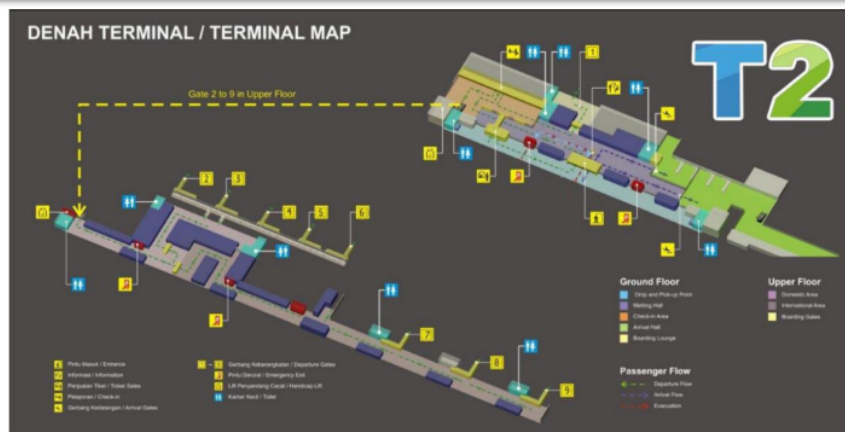 DENAH TERMINAL / TERMINAL MAP
T2
Gate 2 to 9 in Upper Floor
1
2
3
4
5
6
7
8
9
Ground Floor
Drop and Pick-up Point
Meeting Hall
Check-in Area
Arrival Hall
Boarding Lounge
Upper Floor
Domestic Area
International Area
Boarding Gates
Passenger Flow
Departure Flow
Arrival Flow
Evacuation
Pintu Masuk / Entrance
Informasi / Information
Penjualan Tiket / Ticket Sales
Pelaporan / Check-in
Gerbang Kedatangan / Arrival Gates
Gerbang Keberangkatan / Departure Gates
Pintu Darurat / Emergency Exit
Lift Penyandang Cacat / Handicap Lift
Kamar Kecil / Toilet